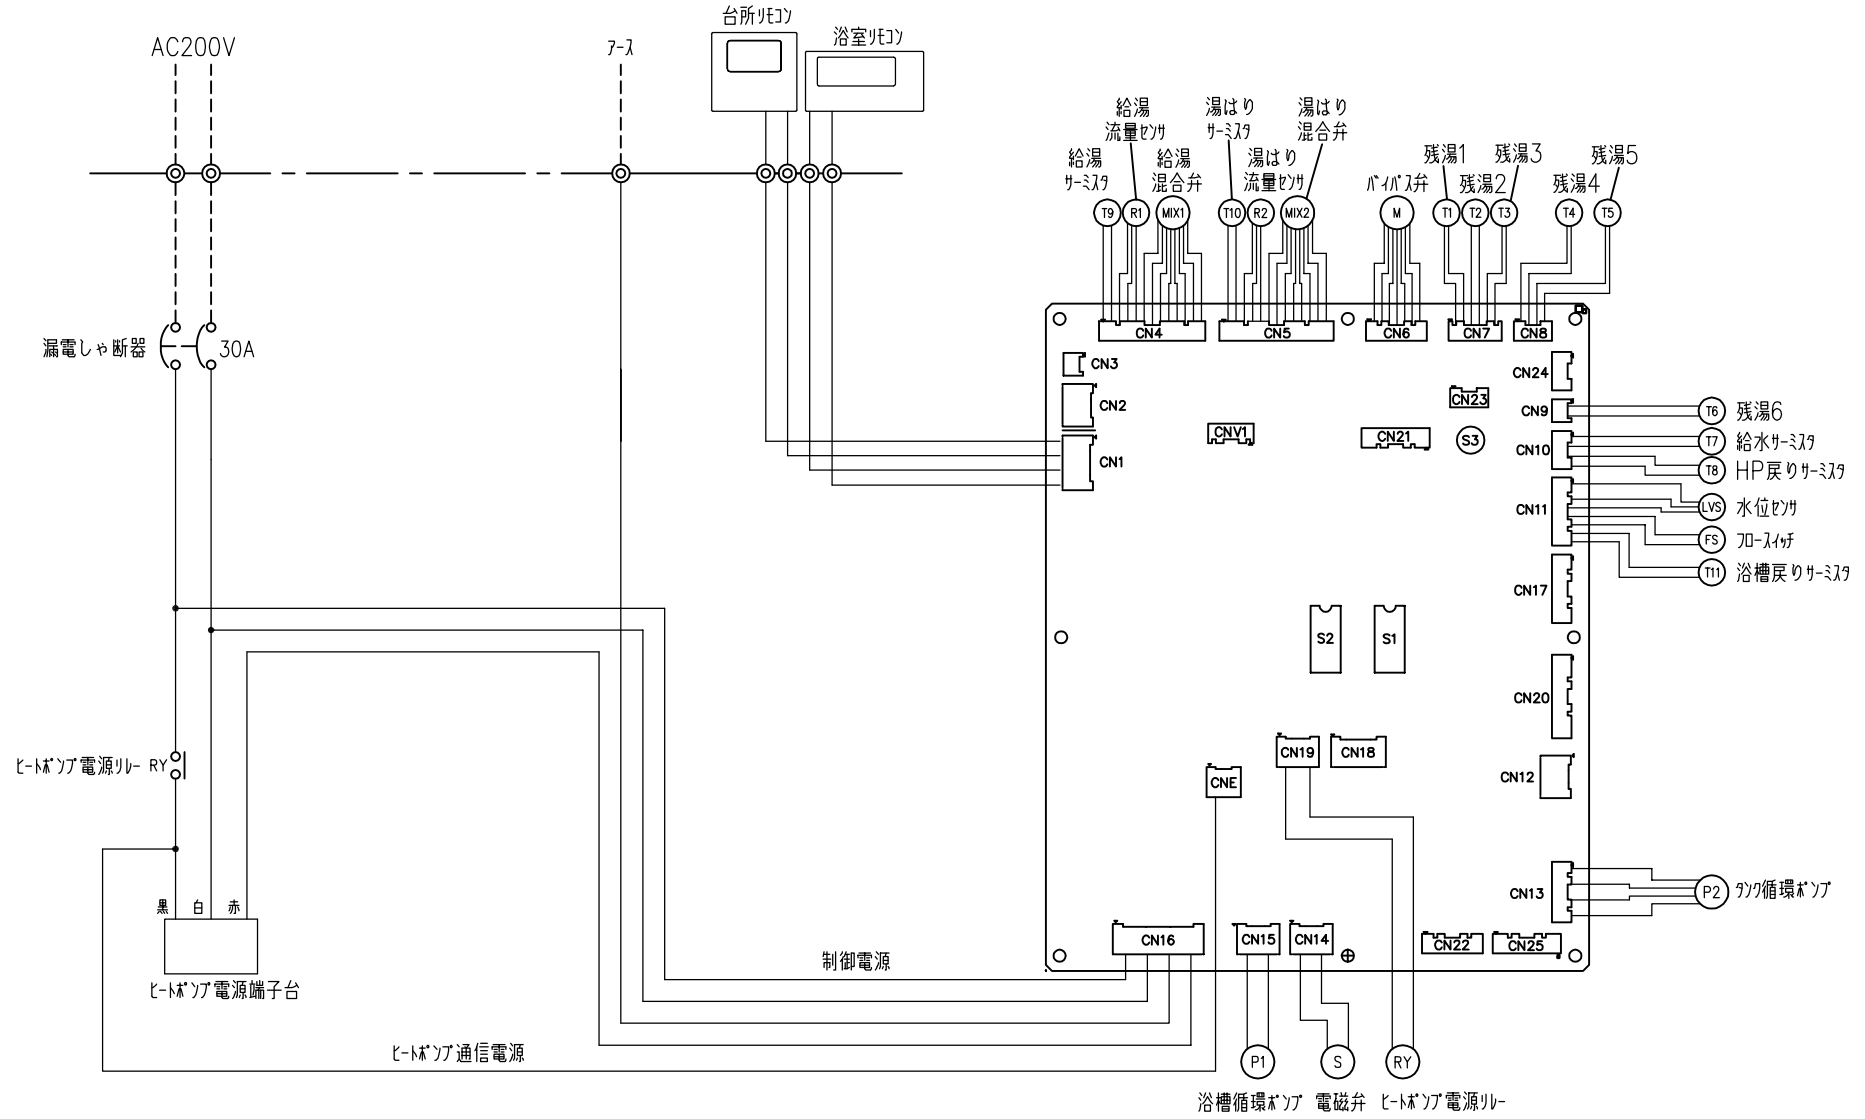 台所リモコン
浴室リモコン
AC200V
アース
給湯
流量センサ
湯はり
サーミスタ
湯はり
混合弁
給湯
サーミスタ
給湯
混合弁
湯はり
流量センサ
バイパス弁
残湯1
残湯2
残湯3
残湯4
残湯5
T9
R1
MIX1
T10
R2
MIX2
M
T1
T2
T3
T4
T5
CN4
CN5
CN6
CN7
CN8
漏電しゃ断器
30A
CN3
CN24
CN2
CN23
CN9
T6
残湯6
CNV1
CN21
S3
CN10
T7
給水サーミスタ
CN1
T8
HP戻りサーミスタ
CN11
LVS
水位センサ
FS
フロースイッチ
T11
浴槽戻りサーミスタ
CN17
S2
S1
CN20
ヒートポンプ電源リレー RY
CN19
CN18
CNE
CN12
CN13
P2
タンク循環ポンプ
黒
白
赤
CN16
CN15
CN14
CN22
CN25
制御電源
ヒートポンプ電源端子台
ヒートポンプ通信電源
P1
S
RY
浴槽循環ポンプ
電磁弁
ヒートポンプ電源リレー